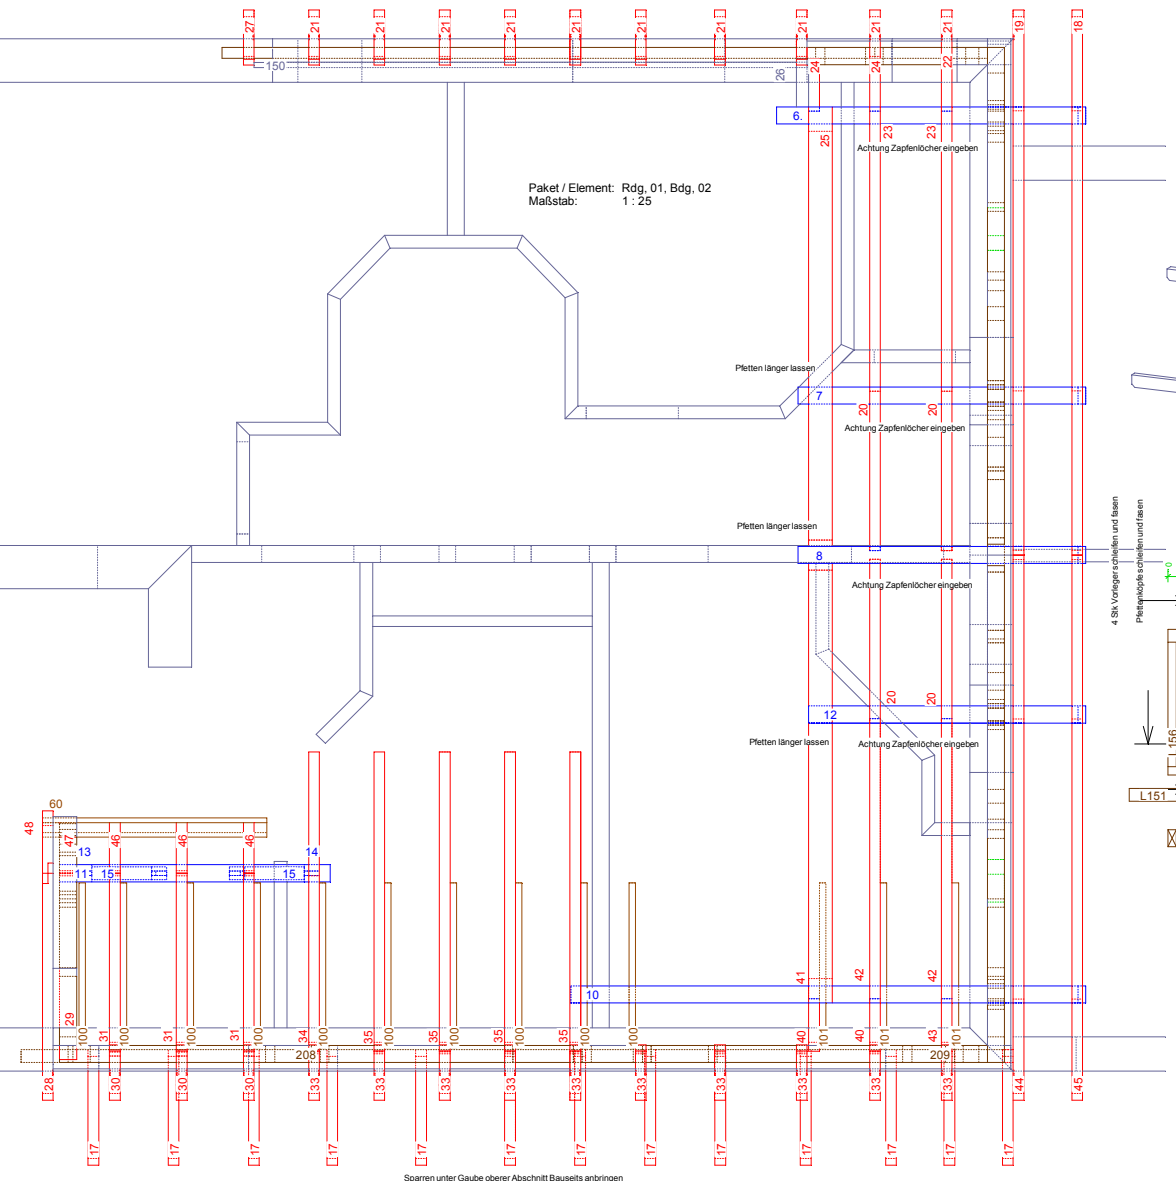 27 21 21 21 21 21 21 21 21 21 21 19 18
150
26
24 24 22
6.
25
23 23
Achtung Zapfenlöcher eingeben
Paket / Element: Rdg, 01, Bdg, 02
Maßstab: 1 : 25
Pfetten länger lassen
7
20 20
Achtung Zapfenlöcher eingeben
4 Stk Vorleger schleifen und fasen
Pfettenköpfe schleifen und fasen
Pfetten länger lassen
8
0
Achtung Zapfenlöcher eingeben
20 20
12
Pfetten länger lassen
Achtung Zapfenlöcher eingeben
L156
L151
60
48
47 46 46 46
13
14
11 15 15
41 42 42
10
29
100 31 100 31 100 31 100 34 100 35 100 35 100 35 100 35 100 100 40 101 40 101 43 101
208
209
28 30 30 30 33 33 33 33 33 33 33 33 33 33 44 45
17 17 17 17 17 17 17 17 17 17 17 17
Sparren unter Gaube oberer Abschnitt Bauseits anbringen